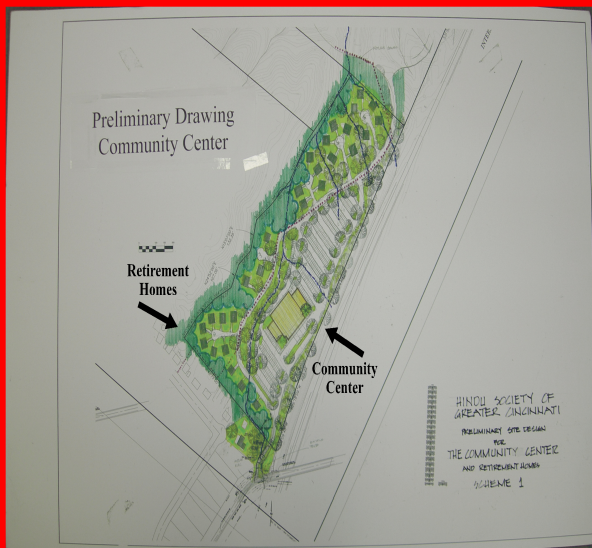 ENTER
Preliminary Drawing
Community Center
Retirement
Homes
Community
Center
HINDU SOCIETY OF
GREATER CINCINNATI
PRELIMINARY SITE DESIGN
FOR
THE COMMUNITY CENTER
AND RETIREMENT HOMES
SCHEME 1